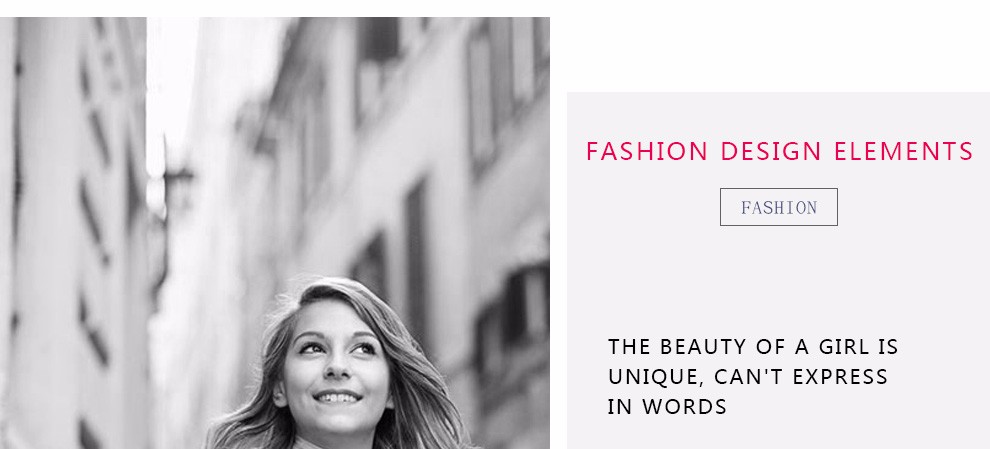 FASHION DESIGN ELEMENTS
FASHION
THE BEAUTY OF A GIRL IS
UNIQUE, CAN'T EXPRESS
IN WORDS